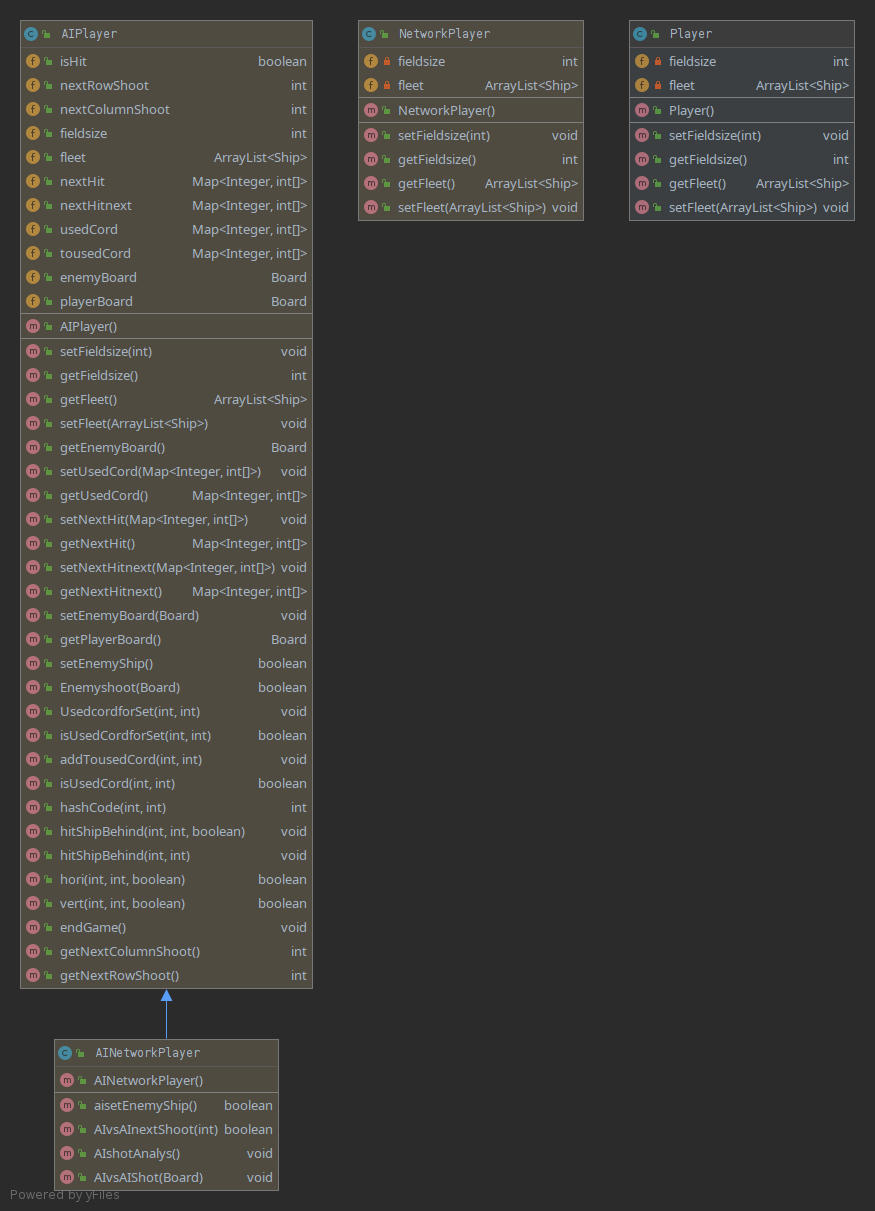 AIPlayer
isHit boolean
nextRowShoot int
nextColumnShoot int
fieldsize int
fleet ArrayList<Ship>
nextHit Map<Integer, int[]>
nextHitnext Map<Integer, int[]>
usedCord Map<Integer, int[]>
tousedCord Map<Integer, int[]>
enemyBoard Board
playerBoard Board
AIPlayer()
setFieldsize(int) void
getFieldsize() int
getFleet() ArrayList<Ship>
setFleet(ArrayList<Ship>) void
getEnemyBoard() Board
setUsedCord(Map<Integer, int[]>) void
getUsedCord() Map<Integer, int[]>
setNextHit(Map<Integer, int[]>) void
getNextHit() Map<Integer, int[]>
setNextHitnext(Map<Integer, int[]>) void
getNextHitnext() Map<Integer, int[]>
setEnemyBoard(Board) void
getPlayerBoard() Board
setEnemyShip() boolean
Enemyshoot(Board) boolean
UsedcordforSet(int, int) void
isUsedCordforSet(int, int) boolean
addTousedCord(int, int) void
isUsedCord(int, int) boolean
hashCode(int, int) int
hitShipBehind(int, int, boolean) void
hitShipBehind(int, int) void
hori(int, int, boolean) boolean
vert(int, int, boolean) boolean
endGame() void
getNextColumnShoot() int
getNextRowShoot() int
NetworkPlayer
fieldsize int
fleet ArrayList<Ship>
NetworkPlayer()
setFieldsize(int) void
getFieldsize() int
getFleet() ArrayList<Ship>
setFleet(ArrayList<Ship>) void
Player
fieldsize int
fleet ArrayList<Ship>
Player()
setFieldsize(int) void
getFieldsize() int
getFleet() ArrayList<Ship>
setFleet(ArrayList<Ship>) void
AINetworkPlayer
AINetworkPlayer()
aisetEnemyShip() boolean
AIvsAInextShoot(int) boolean
AIshotAnalys() void
AIvsAIShot(Board) void
Powered by yFiles